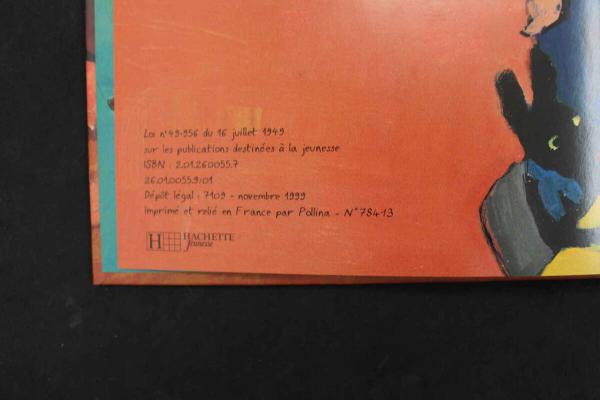 Loi n°49-956 du 16 juillet 1949
sur les publications destinées à la jeunesse
ISBN : 2.01.260055.7
26.01.0055.9/01
Dépôt légal : 7109 - novembre 1999
Imprimé et relié en France par Pollina - N°78413
H HACHETTE
Jeunesse